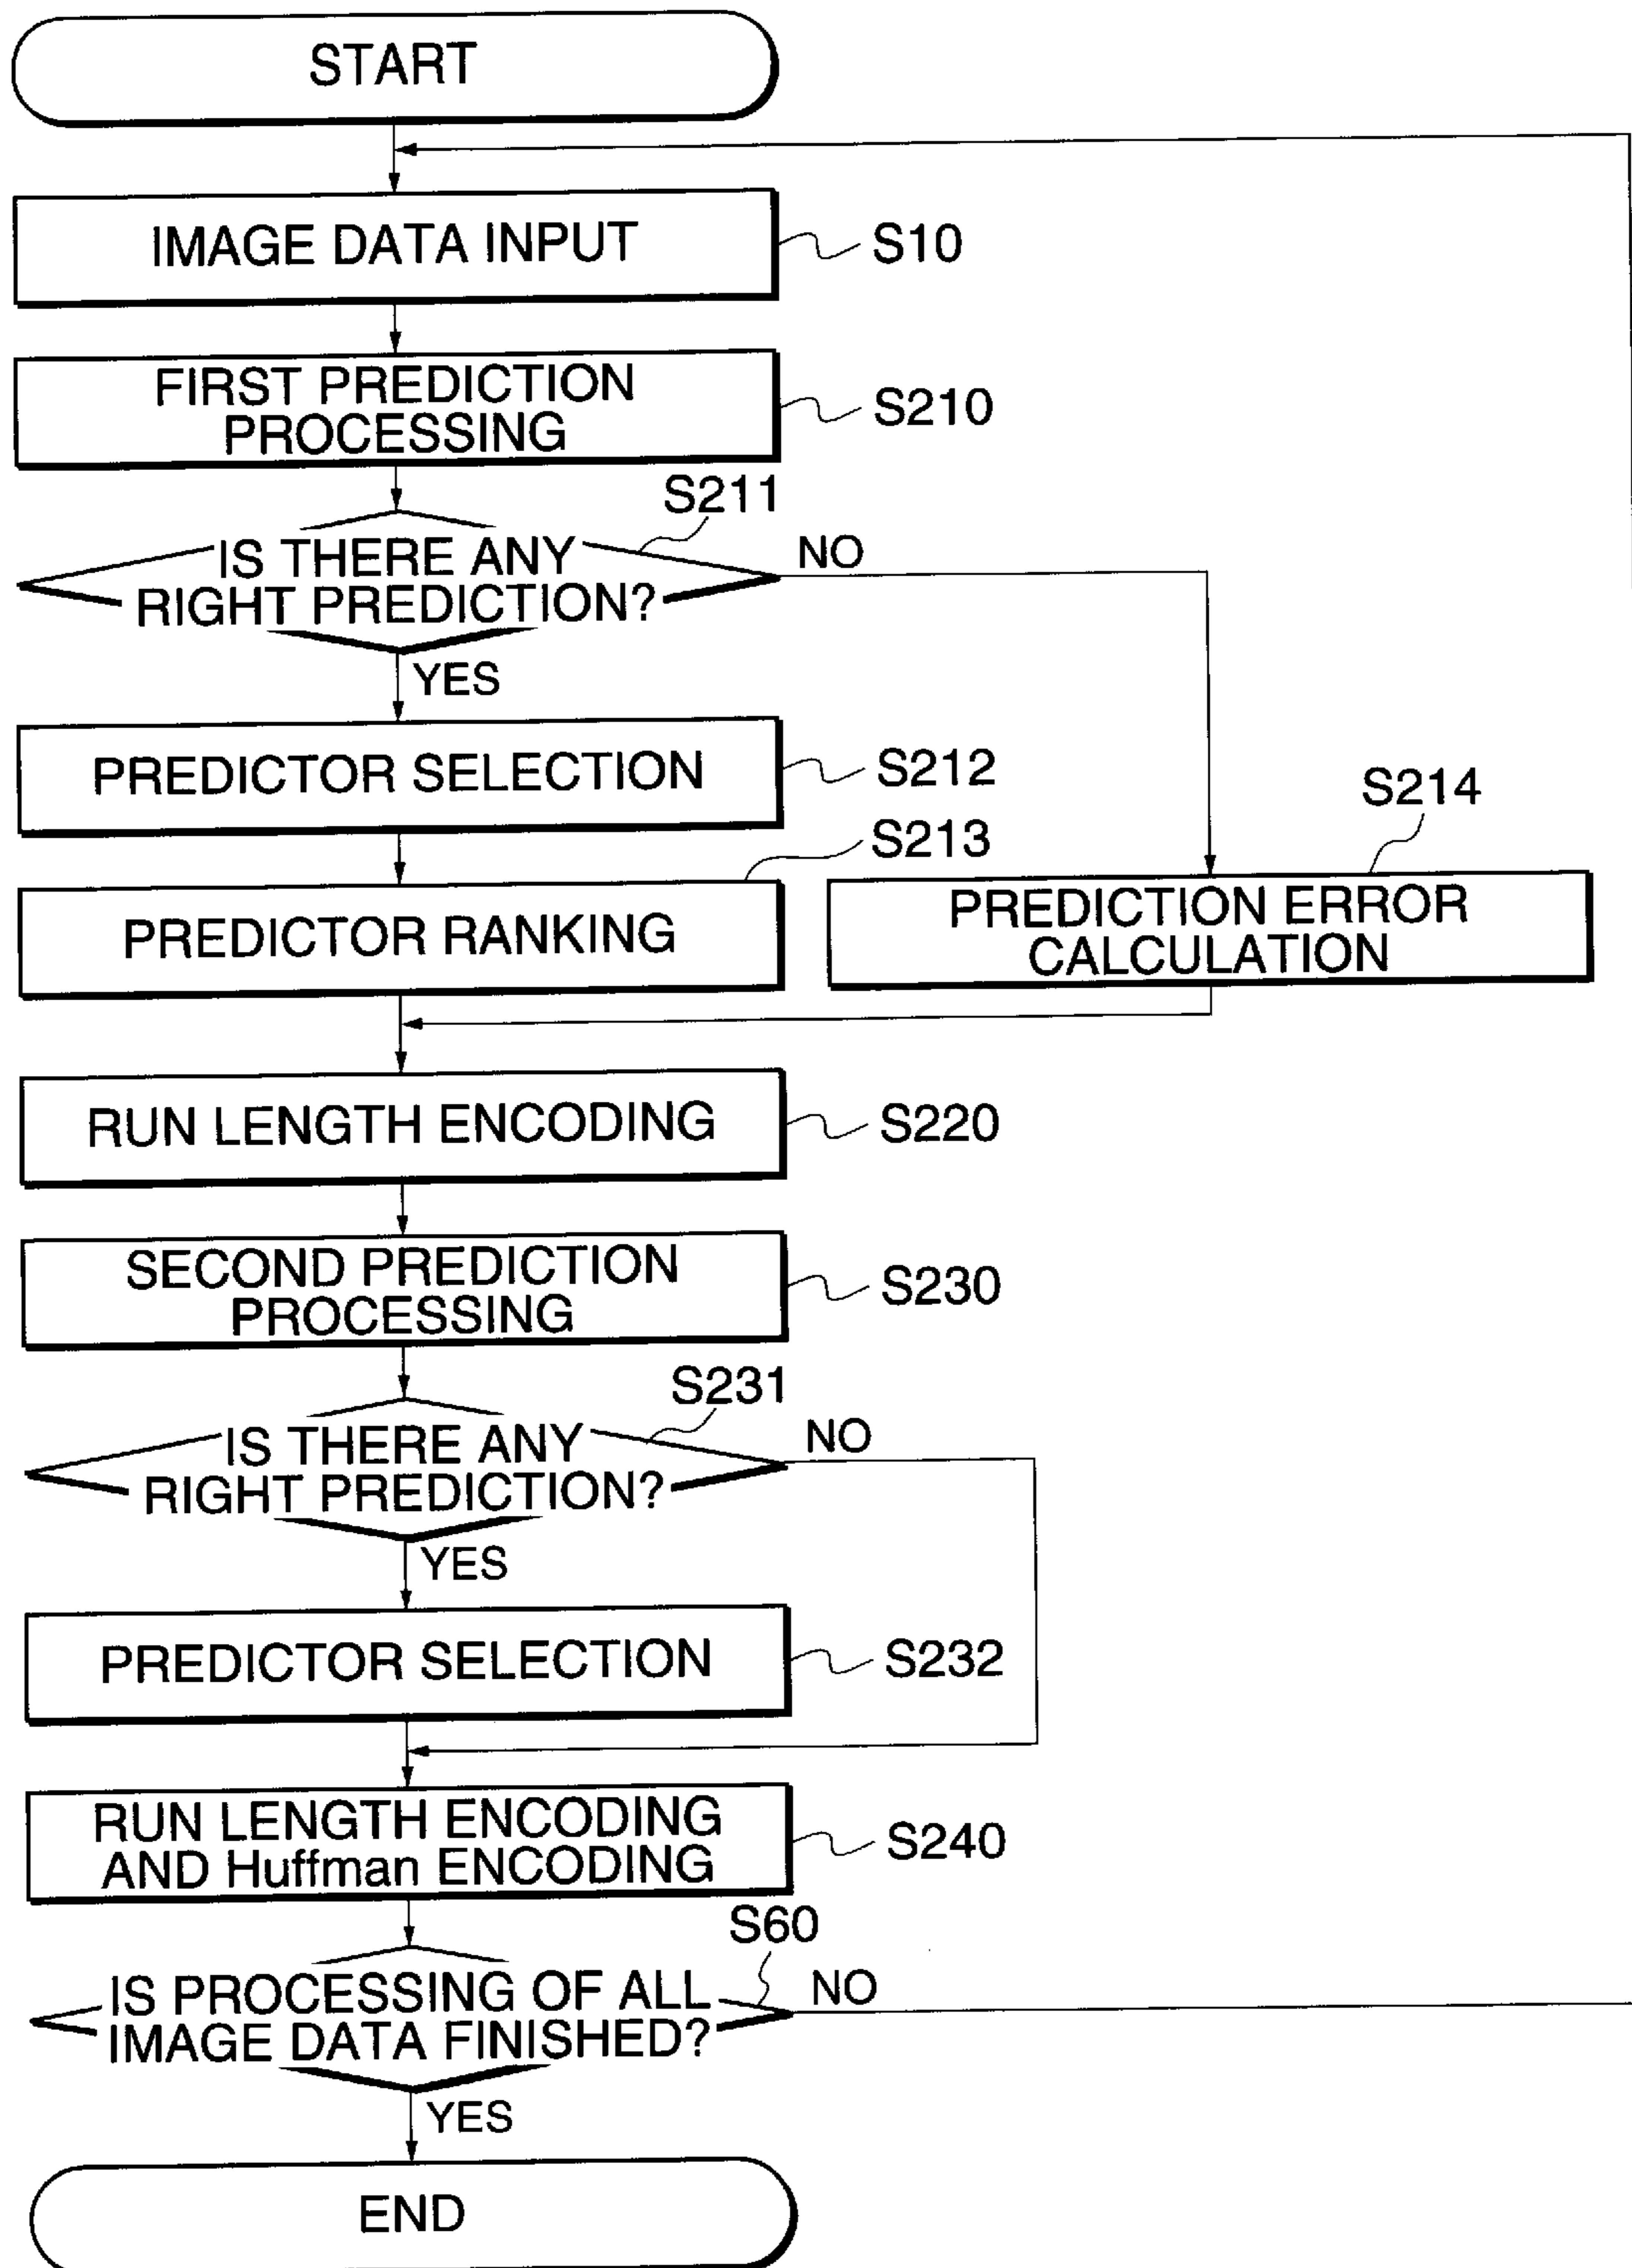 START
IMAGE DATA INPUT
S10
FIRST PREDICTION
PROCESSING
S210
S211
IS THERE ANY
RIGHT PREDICTION?
NO
YES
PREDICTOR SELECTION
S212
S213
S214
PREDICTOR RANKING
PREDICTION ERROR
CALCULATION
RUN LENGTH ENCODING
S220
SECOND PREDICTION
PROCESSING
S230
S231
IS THERE ANY
RIGHT PREDICTION?
NO
YES
PREDICTOR SELECTION
S232
RUN LENGTH ENCODING
AND Huffman ENCODING
S240
S60
IS PROCESSING OF ALL
IMAGE DATA FINISHED?
NO
YES
END